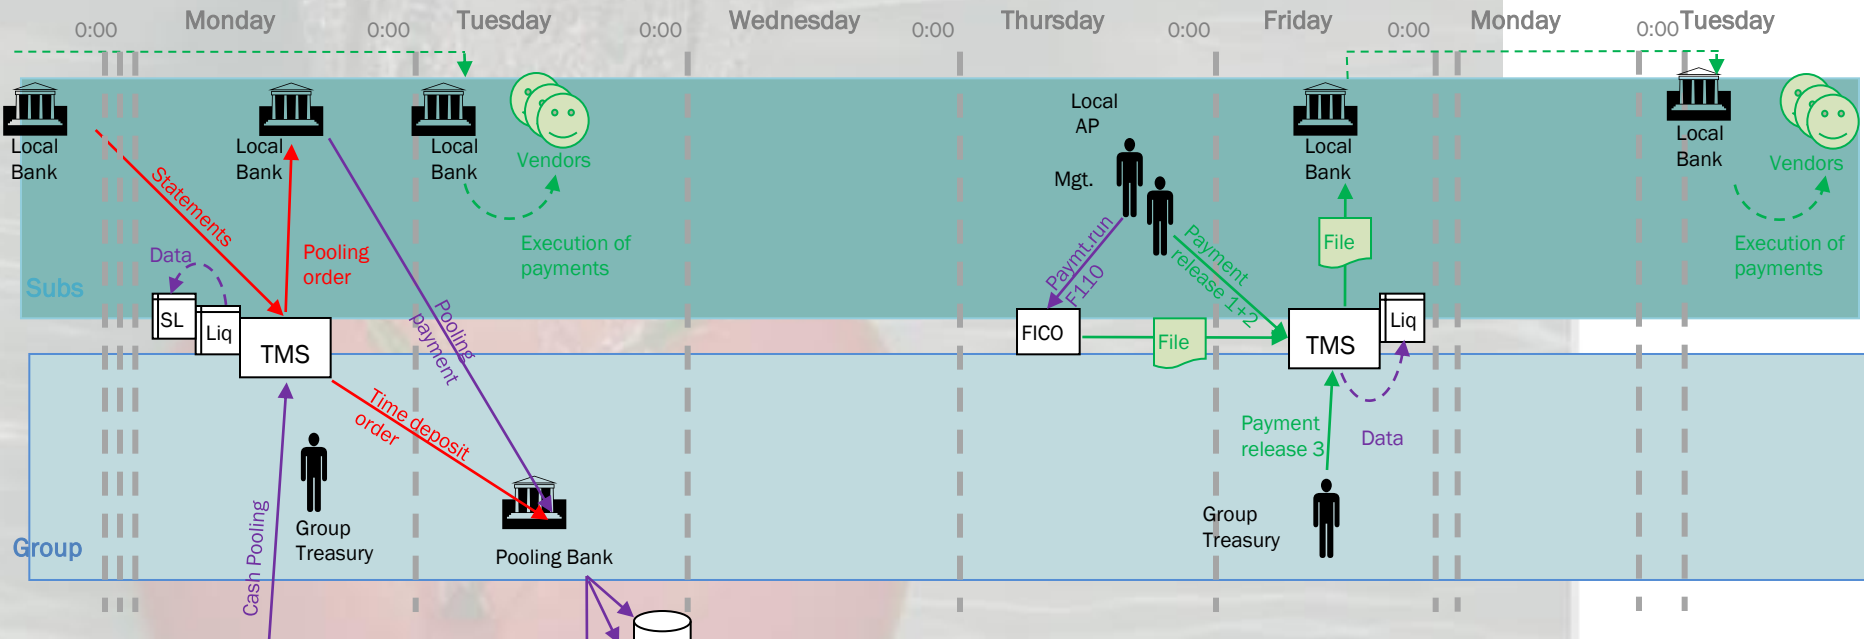 Monday
Tuesday
Wednesday
Thursday
Friday
Monday
Tuesday
0:00
0:00
0:00
0:00
0:00
0:00
0:00
Local
Bank
Local
Bank
Local
Bank
Vendors
Execution of
payments
Statements
Data
Pooling
order
Pooling
payment
Subs
SL
Liq
TMS
Time deposit
order
Cash Pooling
Group
Treasury
Pooling Bank
Group
Local
AP
Mgt.
Paymt.run
F110
Payment
release 1+2
FICO
File
File
Local
Bank
TMS
Liq
Payment
release 3
Data
Group
Treasury
Local
Bank
Vendors
Execution of
payments